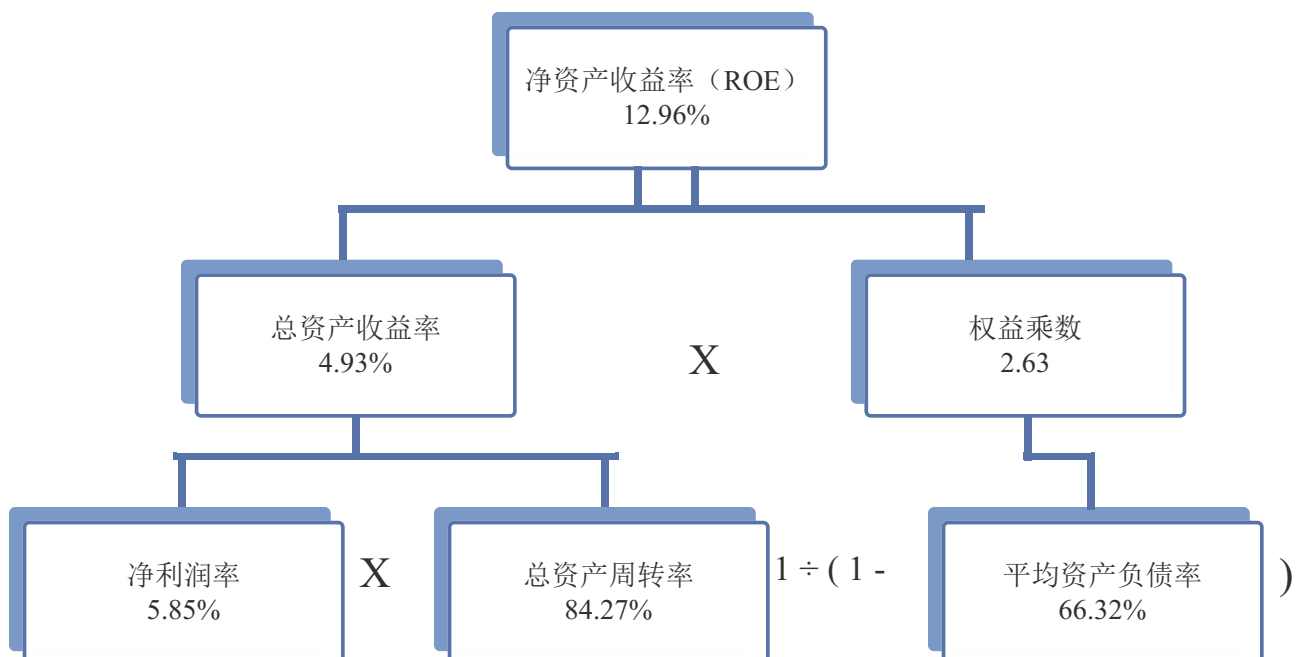 净资产收益率（ROE）
12.96%
总资产收益率
4.93%
X
权益乘数
2.63
净利润率
5.85%
X
总资产周转率
84.27%
1 ÷ ( 1 -
平均资产负债率
66.32%
)